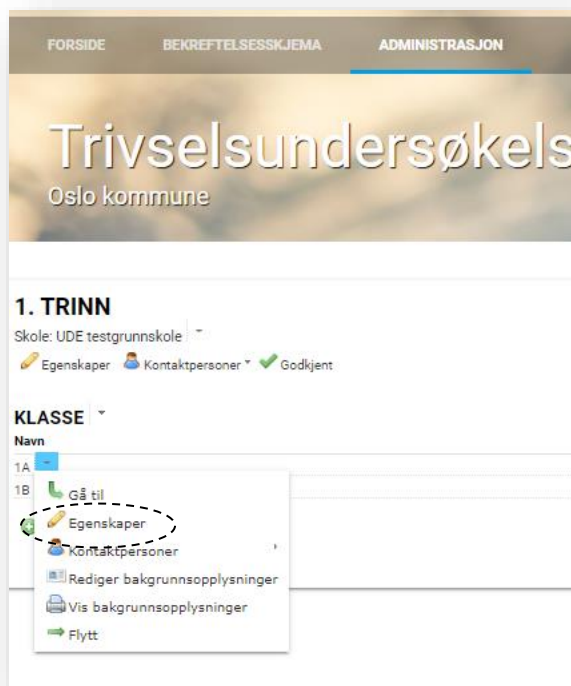 FORSIDE BEKREFTELSESSKJEMA ADMINISTRASJON
Trivselsundersøkels
Oslo kommune
1. TRINN
Skole: UDE testgrunnskole
Egenskaper Kontaktpersoner Godkjent
KLASSE
Navn
1A
1B
Gå til
Egenskaper
Kontaktpersoner
Rediger bakgrunnsopplysninger
Vis bakgrunnsopplysninger
Flytt